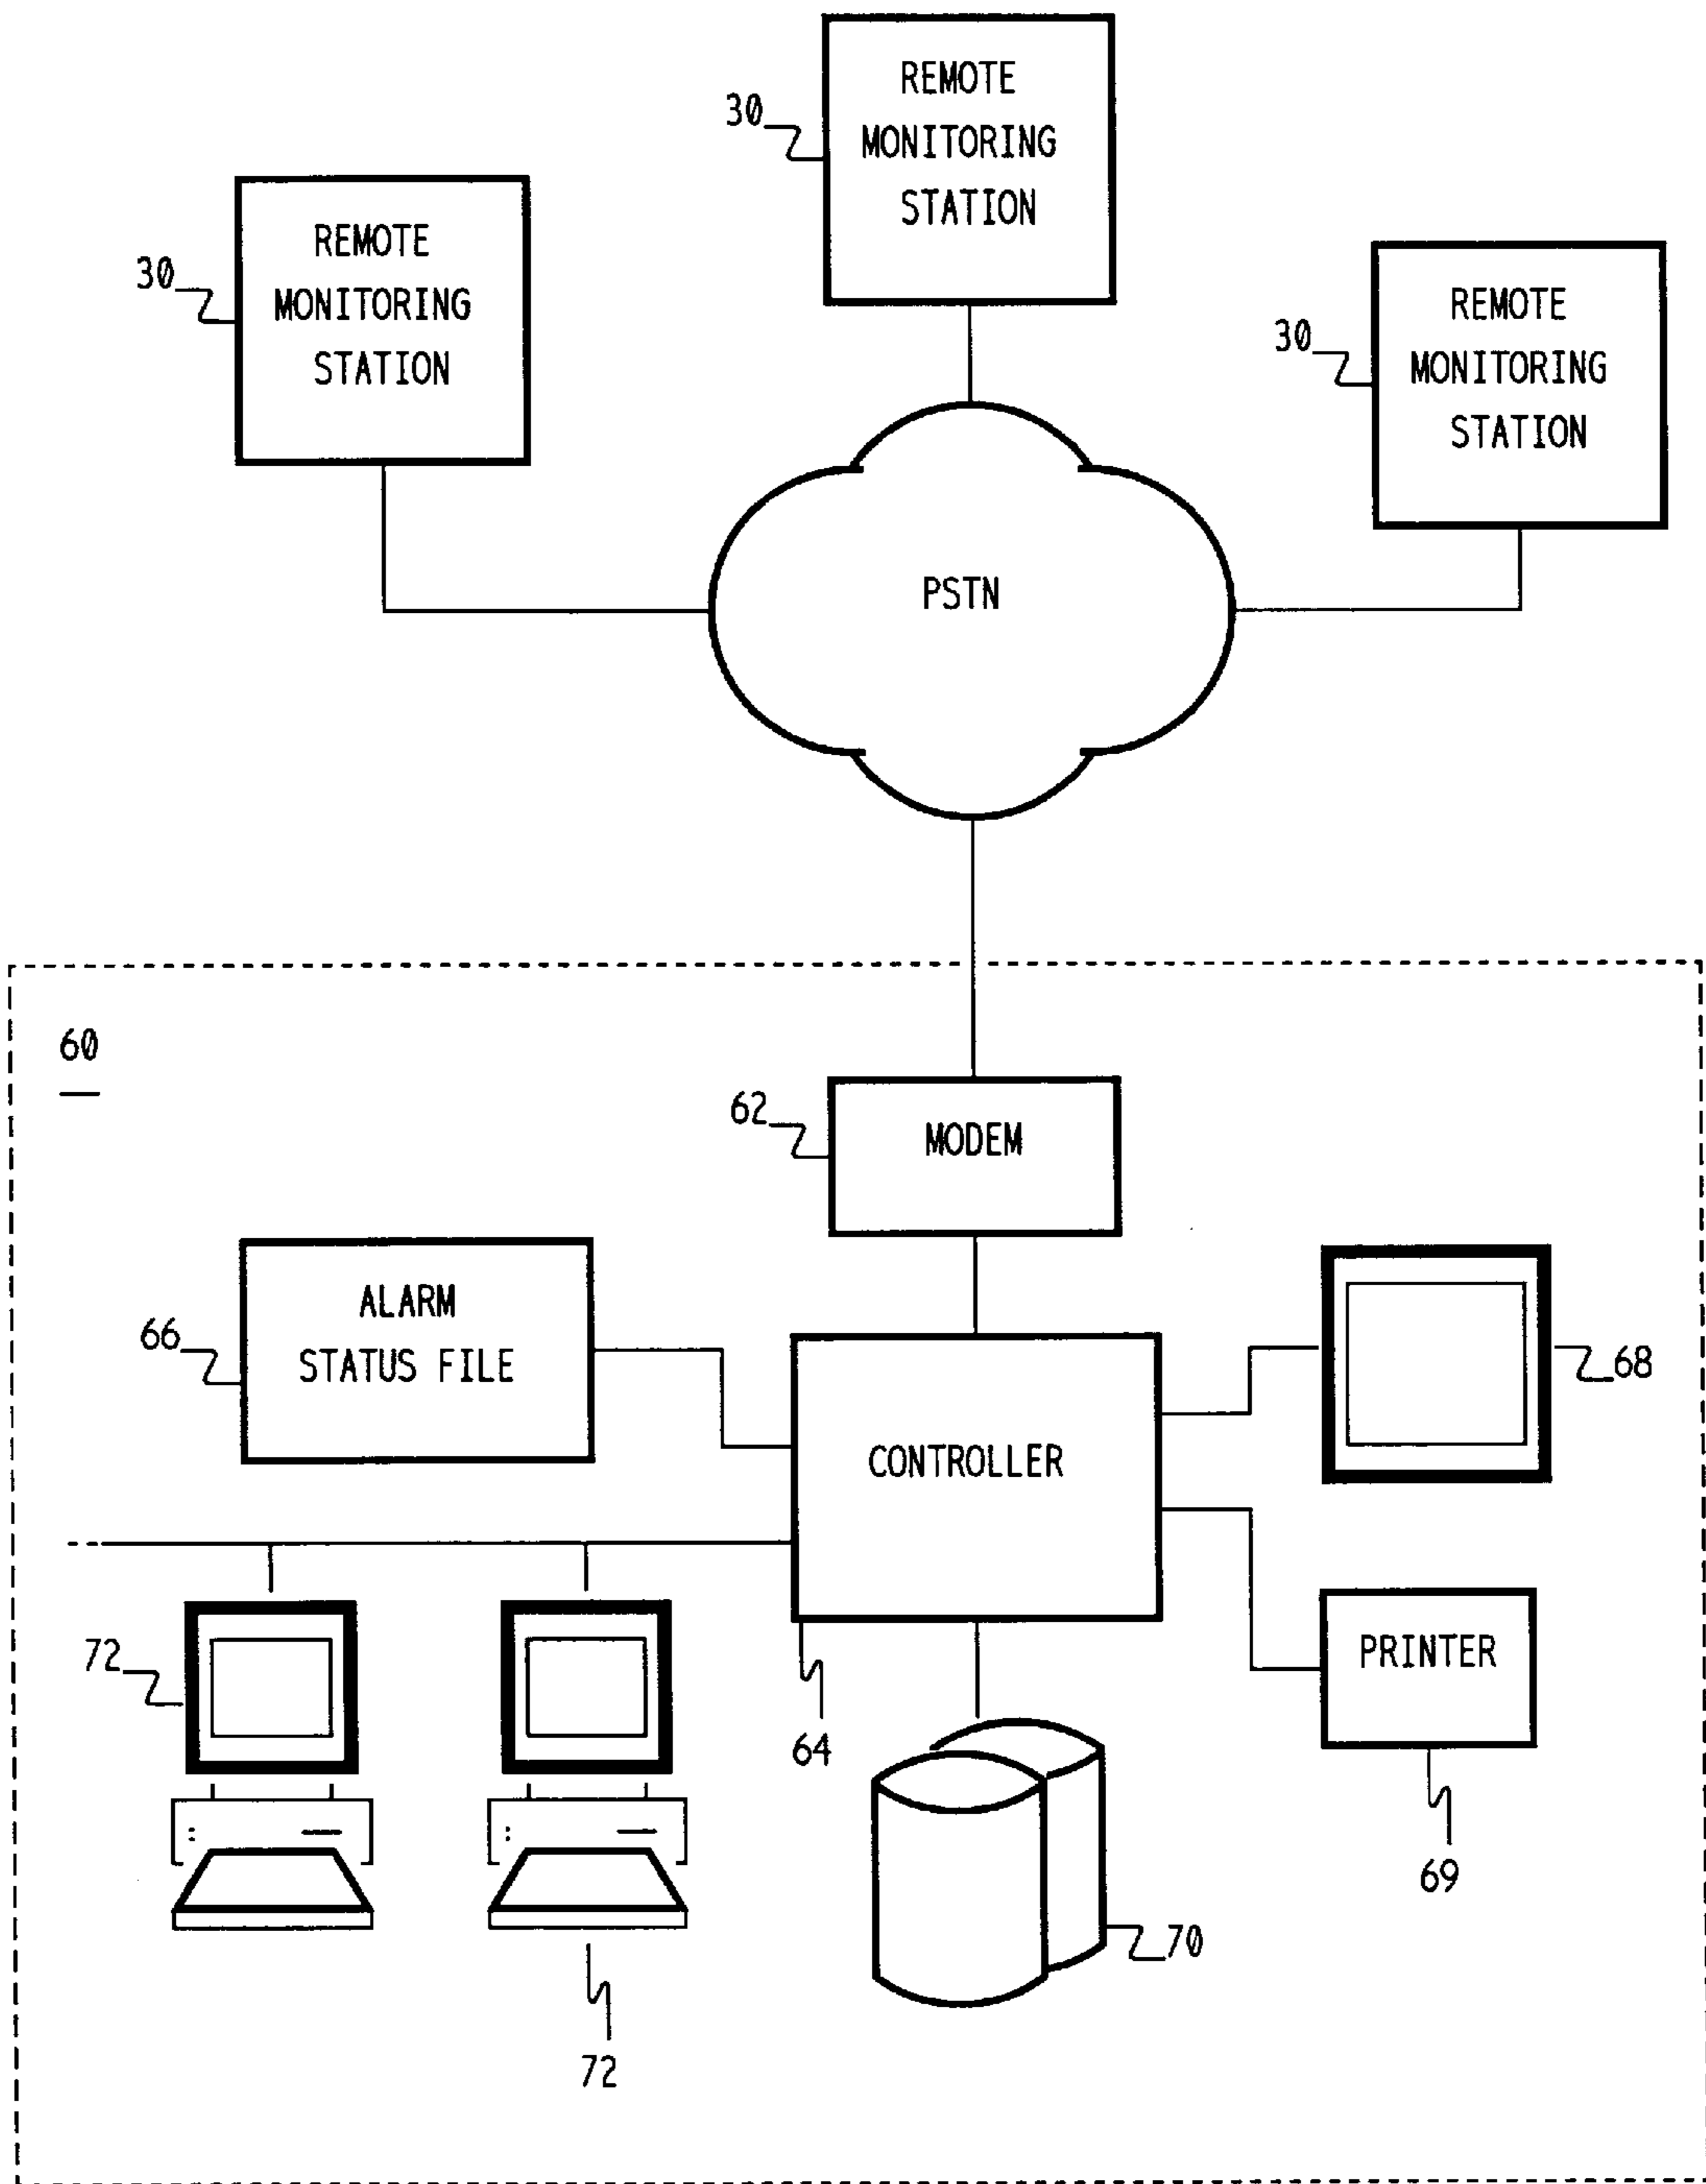 30
REMOTE
MONITORING
STATION
30
REMOTE
MONITORING
STATION
30
REMOTE
MONITORING
STATION
PSTN
60
62
MODEM
66
ALARM
STATUS FILE
68
CONTROLLER
72
64
PRINTER
69
70
72